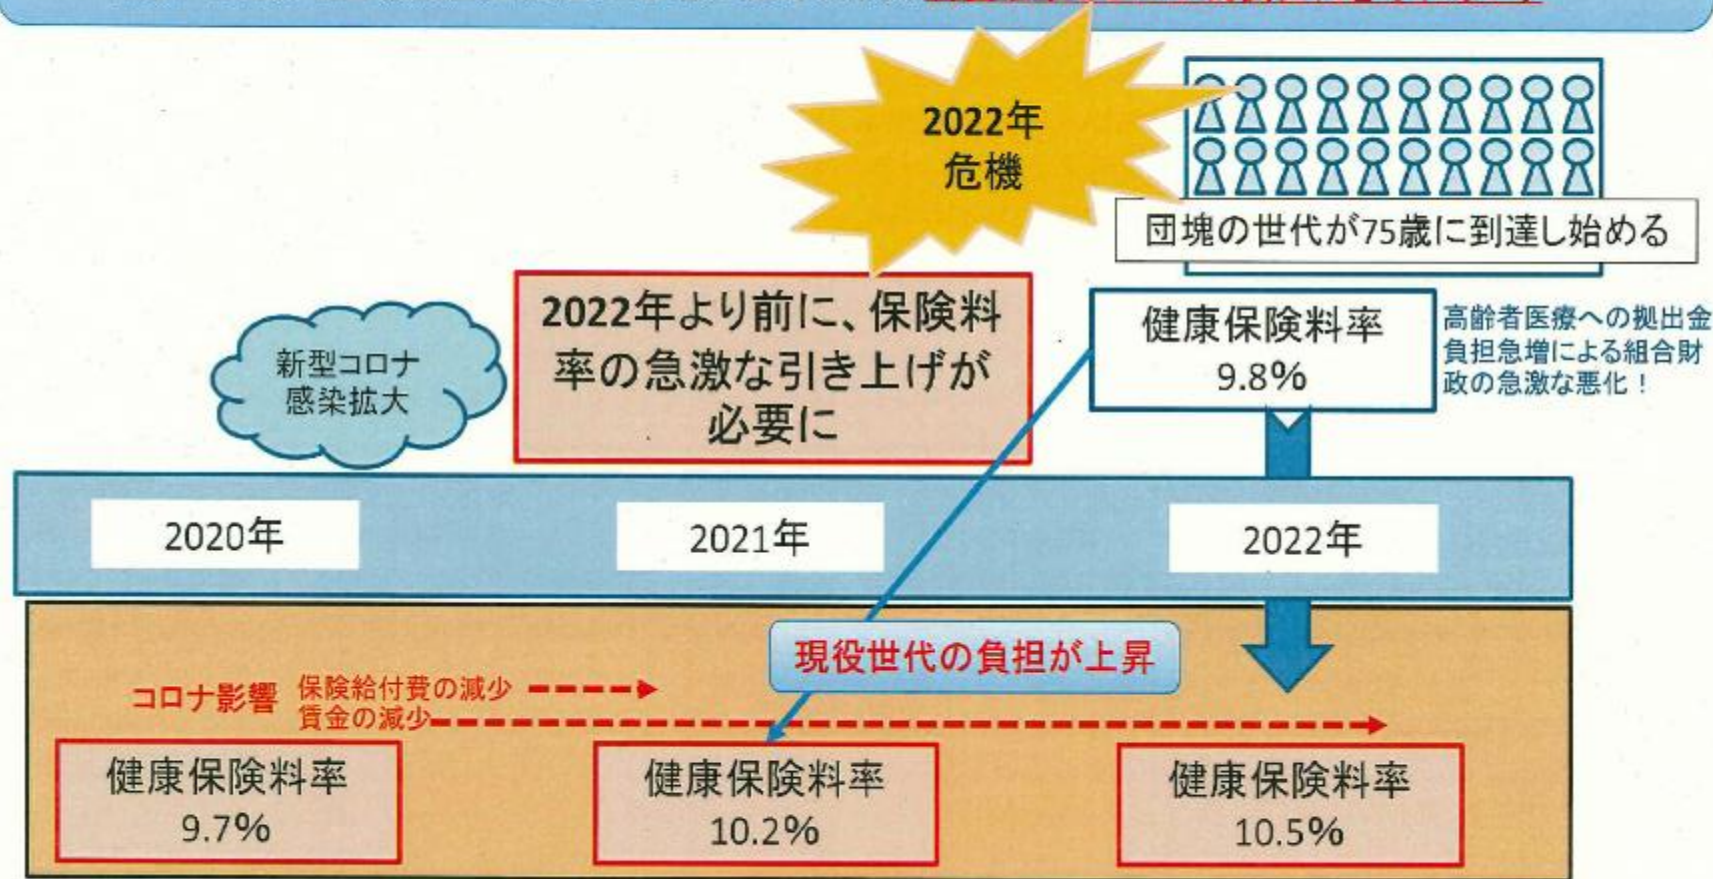 2022年
危機
団塊の世代が75歳に到達し始める
新型コロナ
感染拡大
2022年より前に、保険料
率の急激な引き上げが
必要に
健康保険料率
9.8%
高齢者医療への拠出金
負担急増による組合財
政の急激な悪化！
2020年
2021年
2022年
現役世代の負担が上昇
コロナ影響
保険給付費の減少
賃金の減少
健康保険料率
9.7%
健康保険料率
10.2%
健康保険料率
10.5%